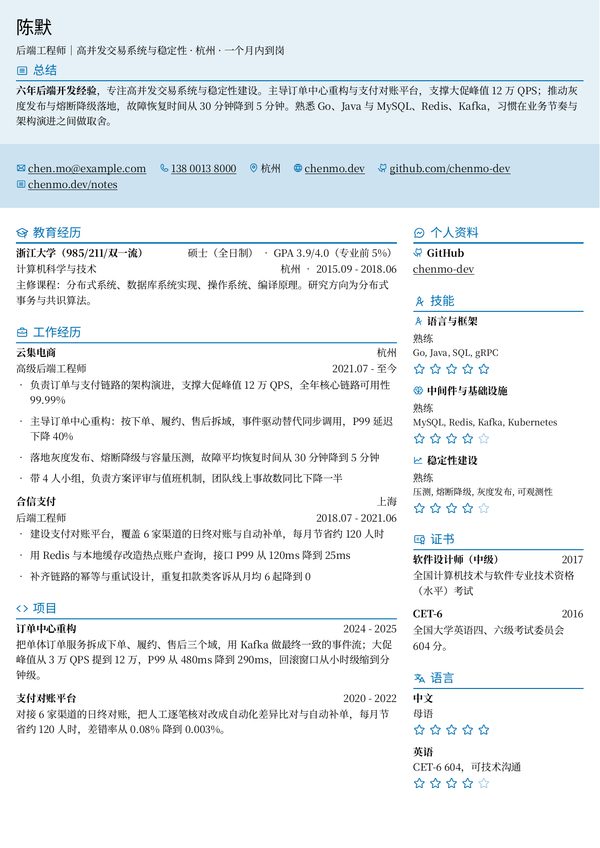 陈默
后端工程师｜高并发交易系统与稳定性 · 杭州 · 一个月内到岗
总结
六年后端开发经验，专注高并发交易系统与稳定性建设。主导订单中心重构与支付对账平台，支撑大促峰值 12 万 QPS；推动灰
度发布与熔断降级落地，故障恢复时间从 30 分钟降到 5 分钟。熟悉 Go、Java 与 MySQL、Redis、Kafka，习惯在业务节奏与
架构演进之间做取舍。
chen.mo@example.com 138 0013 8000 杭州 chenmo.dev github.com/chenmo-dev
chenmo.dev/notes
教育经历
浙江大学（985/211/双一流） 硕士（全日制） · GPA 3.9/4.0（专业前 5%）
计算机科学与技术 杭州 · 2015.09 - 2018.06
主修课程：分布式系统、数据库系统实现、操作系统、编译原理。研究方向为分布式
事务与共识算法。
工作经历
云集电商 杭州
高级后端工程师 2021.07 - 至今
· 负责订单与支付链路的架构演进，支撑大促峰值 12 万 QPS，全年核心链路可用性
99.99%
· 主导订单中心重构：按下单、履约、售后拆域，事件驱动替代同步调用，P99 延迟
下降 40%
· 落地灰度发布、熔断降级与容量压测，故障平均恢复时间从 30 分钟降到 5 分钟
· 带 4 人小组，负责方案评审与值班机制，团队线上事故数同比下降一半
合信支付 上海
后端工程师 2018.07 - 2021.06
· 建设支付对账平台，覆盖 6 家渠道的日终对账与自动补单，每月节省约 120 人时
· 用 Redis 与本地缓存改造热点账户查询，接口 P99 从 120ms 降到 25ms
· 补齐链路的幂等与重试设计，重复扣款类客诉从月均 6 起降到 0
项目
订单中心重构 2024 - 2025
把单体订单服务拆成下单、履约、售后三个域，用 Kafka 做最终一致的事件流；大促
峰值从 3 万 QPS 提到 12 万，P99 从 480ms 降到 290ms，回滚窗口从小时级缩到分
钟级。
支付对账平台 2020 - 2022
对接 6 家渠道的日终对账，把人工逐笔核对改成自动化差异比对与自动补单，每月节
省约 120 人时，差错率从 0.08% 降到 0.003%。
个人资料
GitHub
chenmo-dev
技能
语言与框架
熟练
Go, Java, SQL, gRPC
中间件与基础设施
熟练
MySQL, Redis, Kafka, Kubernetes
稳定性建设
熟练
压测, 熔断降级, 灰度发布, 可观测性
证书
软件设计师（中级） 2017
全国计算机技术与软件专业技术资格
（水平）考试
CET-6 2016
全国大学英语四、六级考试委员会
604 分。
语言
中文
母语
英语
CET-6 604，可技术沟通